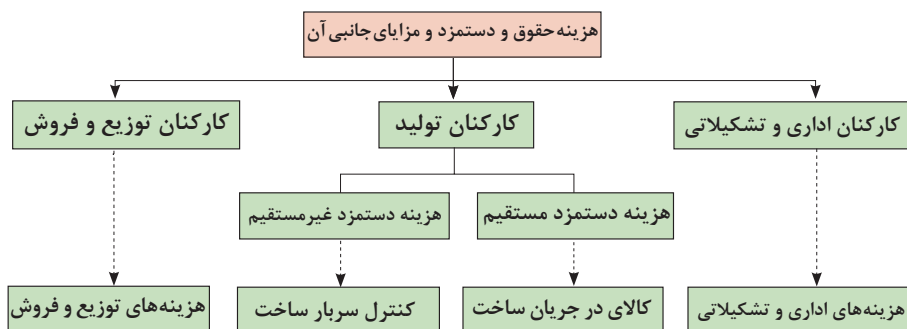 هزینه حقوق و دستمزد و مزایای جانبی آن
کارکنان اداری و تشکیلاتی
کارکنان تولید
کارکنان توزیع و فروش
هزینه دستمزد مستقیم
هزینه دستمزد غیرمستقیم
هزینه‌های اداری و تشکیلاتی
کالای در جریان ساخت
کنترل سربار ساخت
هزینه‌های توزیع و فروش